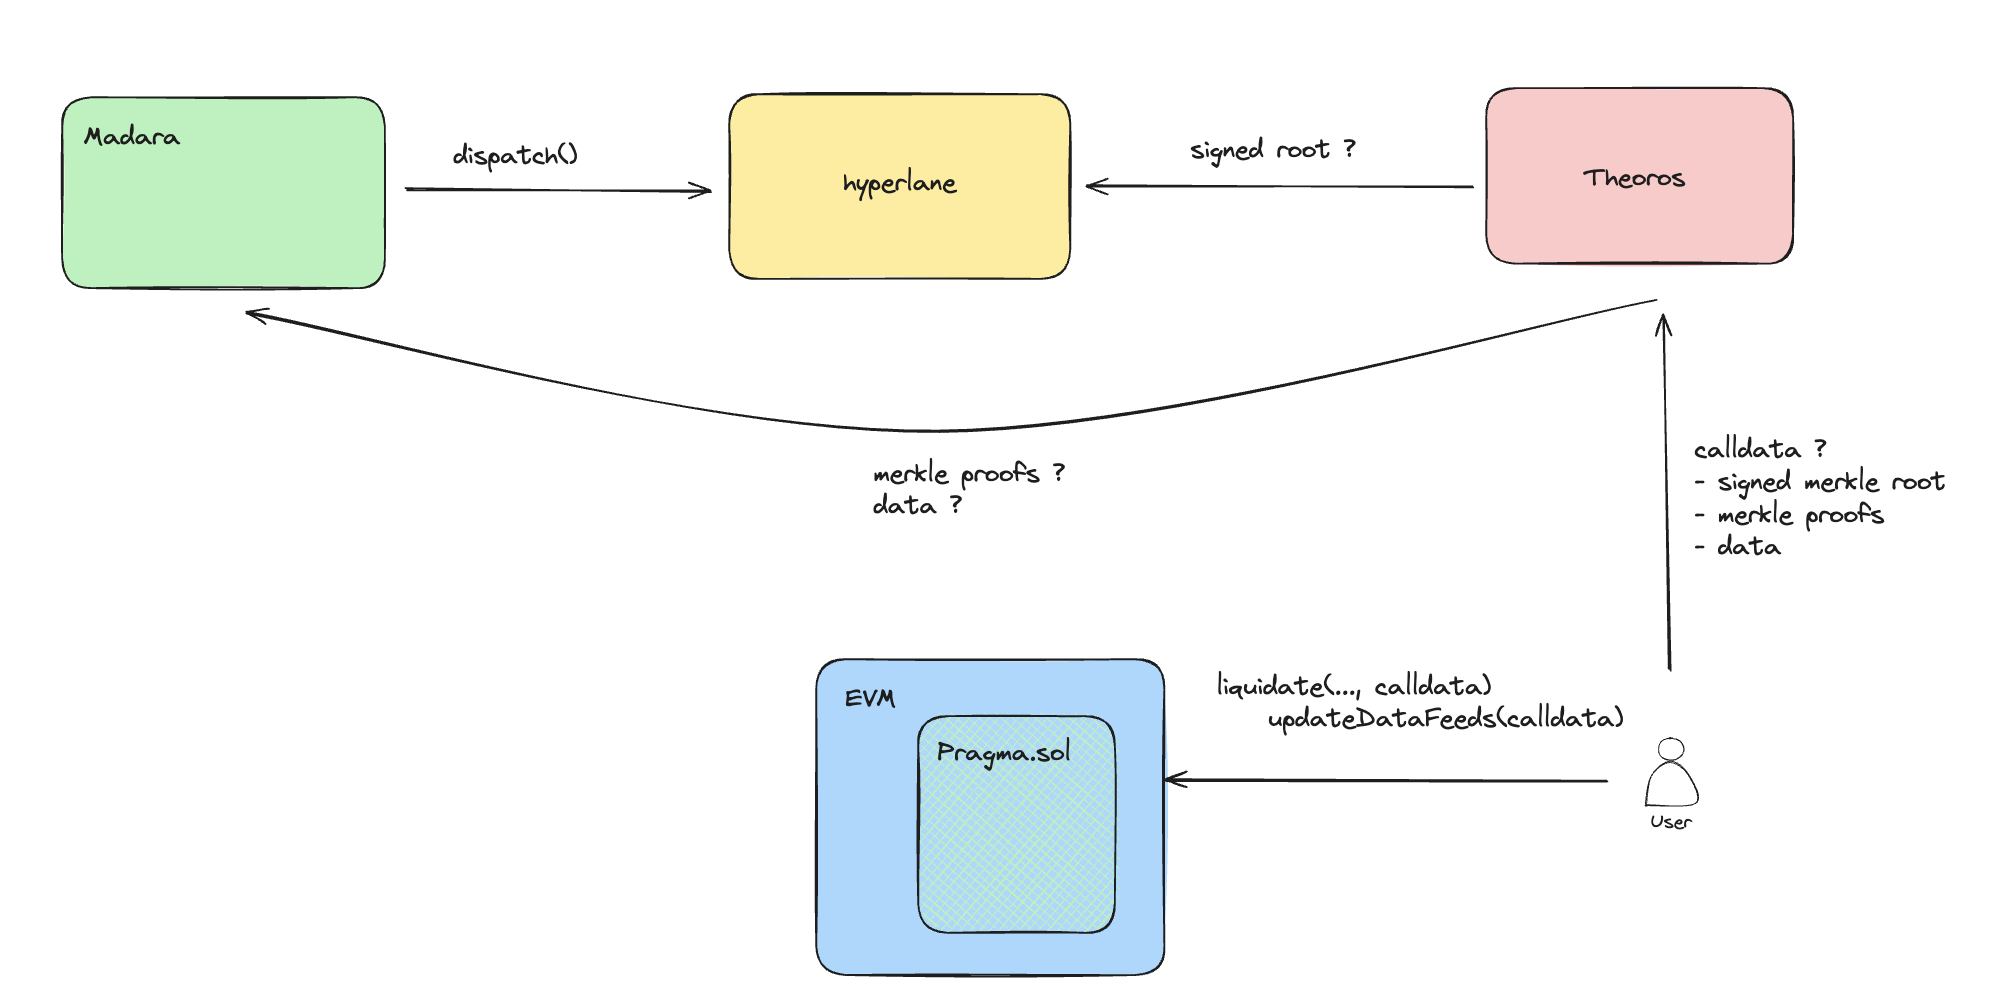 Madara
dispatch()
hyperlane
signed root ?
Theoros
merkle proofs ?
data ?
calldata ?
- signed merkle root
- merkle proofs
- data
liquidate(..., calldata)
updateDataFeeds(calldata)
EVM
Pragma.sol
User